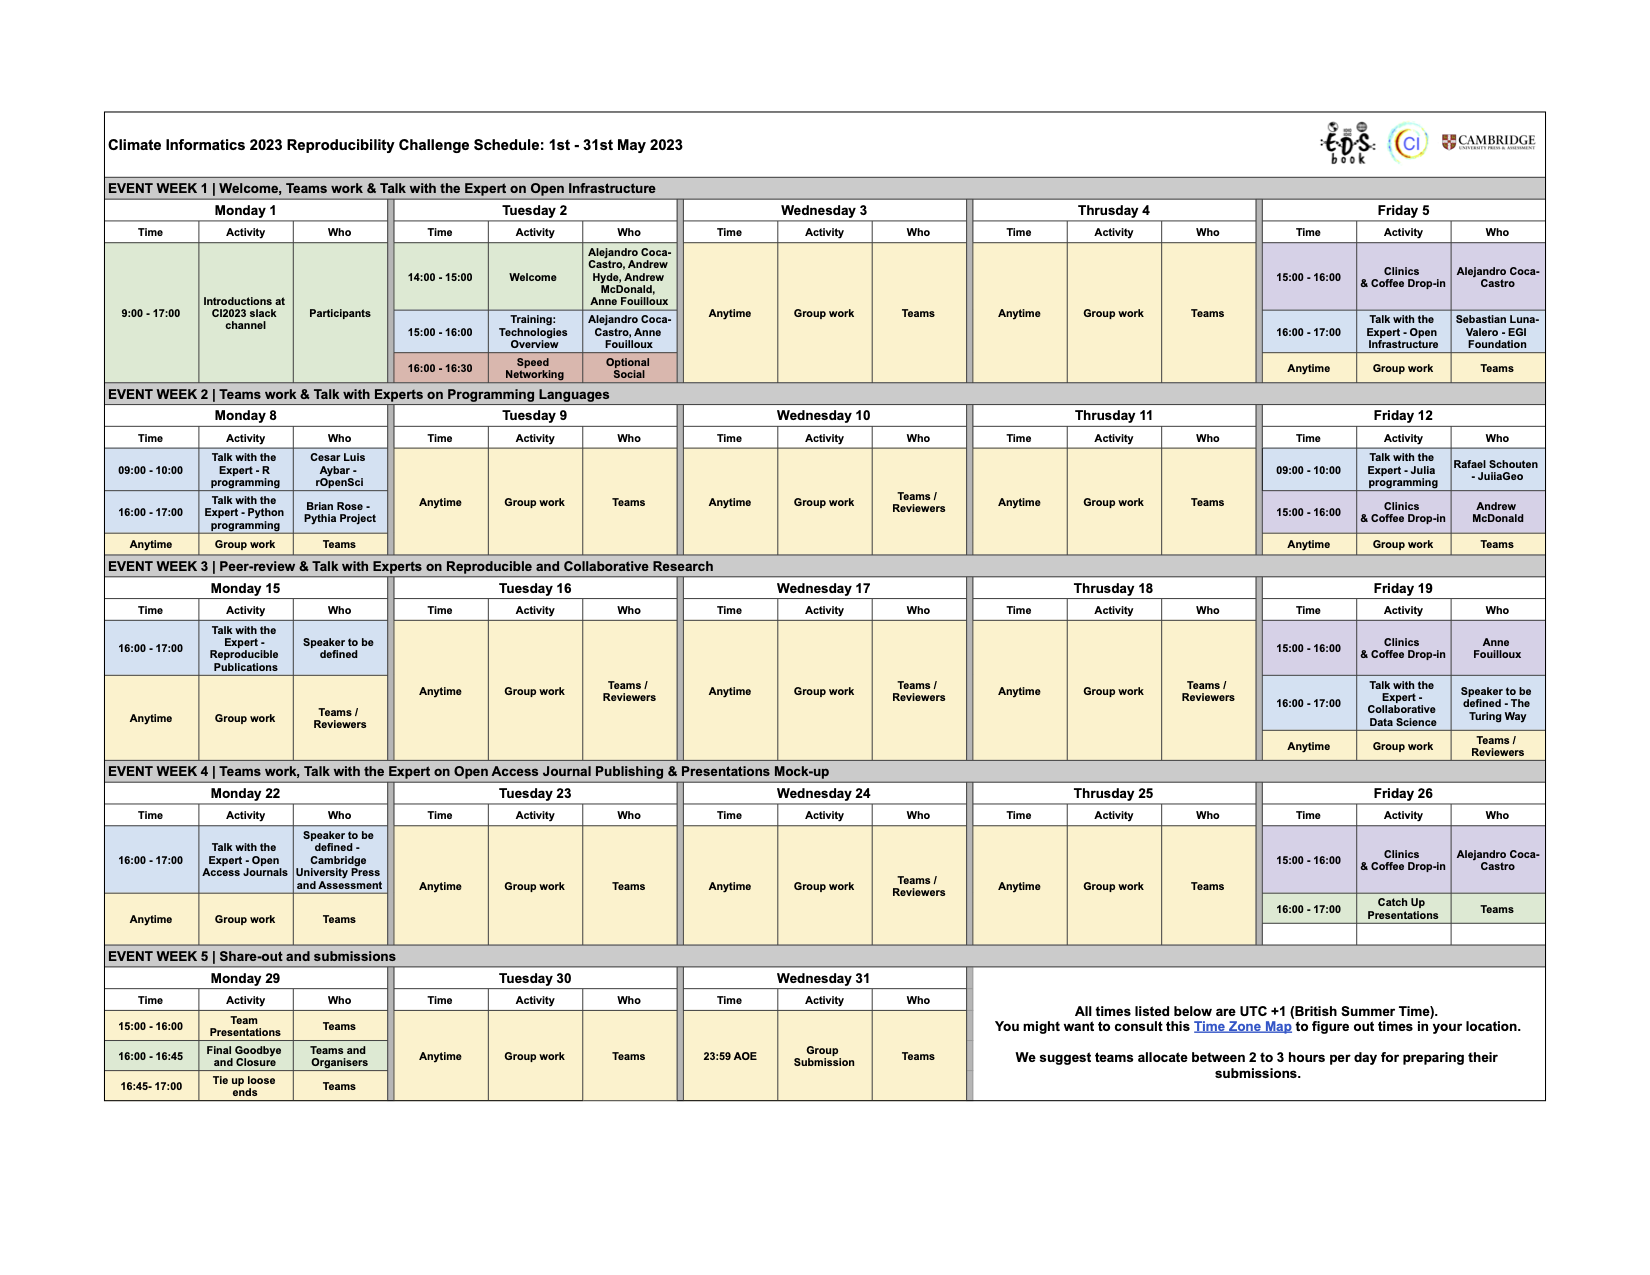 Climate Informatics 2023 Reproducibility Challenge Schedule: 1st - 31st May 2023
EDS
book
CI
CAMBRIDGE
UNIVERSITY PRESS & ASSESSMENT
EVENT WEEK 1 | Welcome, Teams work & Talk with the Expert on Open Infrastructure
Monday 1
Time Activity Who
9:00 - 17:00
Introductions at
CI2023 slack
channel
Participants
Tuesday 2
Time Activity Who
14:00 - 15:00
Welcome
Alejandro Coca-
Castro, Andrew
Hyde, Andrew
McDonald,
Anne Fouilloux
15:00 - 16:00
Training:
Technologies
Overview
Alejandro Coca-
Castro, Anne
Fouilloux
16:00 - 16:30
Speed
Networking
Optional
Social
Wednesday 3
Time Activity Who
Anytime Group work Teams
Thrusday 4
Time Activity Who
Anytime Group work Teams
Friday 5
Time Activity Who
15:00 - 16:00
Clinics
& Coffee Drop-in
Alejandro Coca-
Castro
16:00 - 17:00
Talk with the
Expert - Open
Infrastructure
Sebastian Luna-
Valero - EGI
Foundation
Anytime Group work Teams
EVENT WEEK 2 | Teams work & Talk with Experts on Programming Languages
Monday 8
Time Activity Who
09:00 - 10:00
Talk with the
Expert - R
programming
Cesar Luis
Aybar -
rOpenSci
16:00 - 17:00
Talk with the
Expert - Python
programming
Brian Rose -
Pythia Project
Anytime Group work Teams
Tuesday 9
Time Activity Who
Anytime Group work Teams
Wednesday 10
Time Activity Who
Anytime Group work
Teams /
Reviewers
Thrusday 11
Time Activity Who
Anytime Group work Teams
Friday 12
Time Activity Who
09:00 - 10:00
Talk with the
Expert - Julia
programming
Rafael Schouten
- JuiiaGeo
15:00 - 16:00
Clinics
& Coffee Drop-in
Andrew
McDonald
Anytime Group work Teams
EVENT WEEK 3 | Peer-review & Talk with Experts on Reproducible and Collaborative Research
Monday 15
Time Activity Who
16:00 - 17:00
Talk with the
Expert -
Reproducible
Publications
Speaker to be
defined
Anytime Group work
Teams /
Reviewers
Tuesday 16
Time Activity Who
Anytime Group work
Teams /
Reviewers
Wednesday 17
Time Activity Who
Anytime Group work
Teams /
Reviewers
Thrusday 18
Time Activity Who
Anytime Group work
Teams /
Reviewers
Friday 19
Time Activity Who
15:00 - 16:00
Clinics
& Coffee Drop-in
Anne
Fouilloux
16:00 - 17:00
Talk with the
Expert -
Collaborative
Data Science
Speaker to be
defined - The
Turing Way
Anytime Group work
Teams /
Reviewers
EVENT WEEK 4 | Teams work, Talk with the Expert on Open Access Journal Publishing & Presentations Mock-up
Monday 22
Time Activity Who
16:00 - 17:00
Talk with the
Expert - Open
Access Journals
Speaker to be
defined -
Cambridge
University Press
and Assessment
Anytime Group work Teams
Tuesday 23
Time Activity Who
Anytime Group work Teams
Wednesday 24
Time Activity Who
Anytime Group work
Teams /
Reviewers
Thrusday 25
Time Activity Who
Anytime Group work Teams
Friday 26
Time Activity Who
15:00 - 16:00
Clinics
& Coffee Drop-in
Alejandro Coca-
Castro
16:00 - 17:00
Catch Up
Presentations
Teams
EVENT WEEK 5 | Share-out and submissions
Monday 29
Time Activity Who
15:00 - 16:00
Team
Presentations
Teams
16:00 - 16:45
Final Goodbye
and Closure
Teams and
Organisers
16:45- 17:00
Tie up loose
ends
Teams
Tuesday 30
Time Activity Who
Anytime Group work Teams
Wednesday 31
Time Activity Who
23:59 AOE
Group
Submission
Teams
All times listed below are UTC +1 (British Summer Time).
You might want to consult this Time Zone Map to figure out times in your location.
We suggest teams allocate between 2 to 3 hours per day for preparing their
submissions.